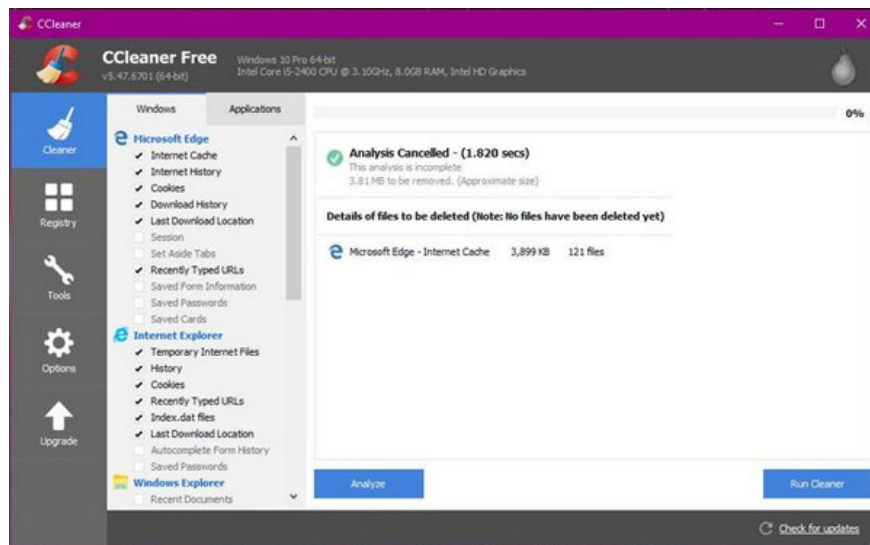 CCleaner
CCleaner Free
v5.47.6701 (64-bit)
Windows 10 Pro 64-bit
Intel Core i5-2400 CPU @ 3.10GHz, 8.0GB RAM, Intel HD Graphics
Cleaner
Registry
Tools
Options
Upgrade
Windows Applications
Microsoft Edge
Internet Cache
Internet History
Cookies
Download History
Last Download Location
Session
Set Aside Tabs
Recently Typed URLs
Saved Form Information
Saved Passwords
Saved Cards
Internet Explorer
Temporary Internet Files
History
Cookies
Recently Typed URLs
Index.dat files
Last Download Location
Autocomplete Form History
Saved Passwords
Windows Explorer
Recent Documents
0%
Analysis Cancelled - (1.820 secs)
This analysis is incomplete
3.81 MB to be removed. (Approximate size)
Details of files to be deleted (Note: No files have been deleted yet)
Microsoft Edge - Internet Cache 3,899 KB 121 files
Analyze
Run Cleaner
Check for updates